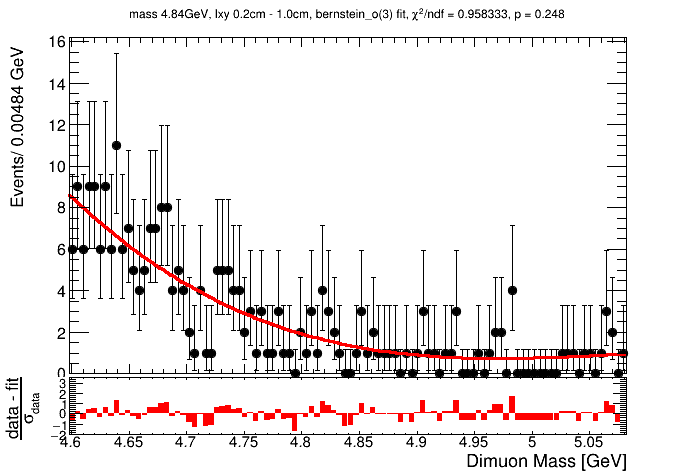 mass 4.84GeV, lxy 0.2cm - 1.0cm, bernstein_o(3) fit, χ²/ndf = 0.958333, p = 0.248
Events/ 0.00484 GeV
16
14
12
10
8
6
4
2
0
data - fit
σdata
3
2
1
0
−1
−2
4.6 4.65 4.7 4.75 4.8 4.85 4.9 4.95 5 5.05
Dimuon Mass [GeV]